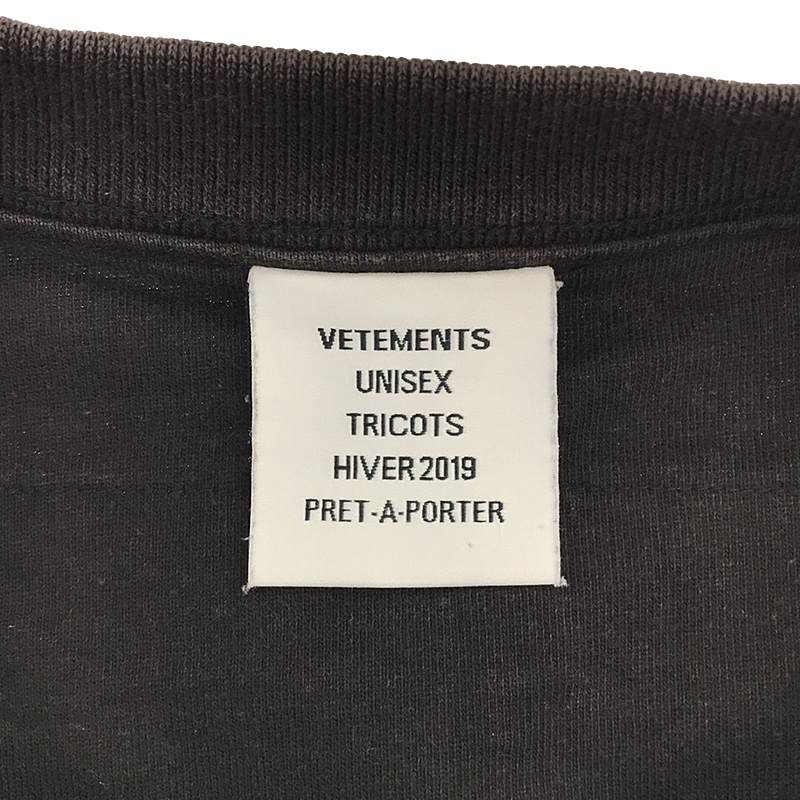 VETEMENTS
UNISEX
TRICOTS
HIVER 2019
PRET-A-PORTER